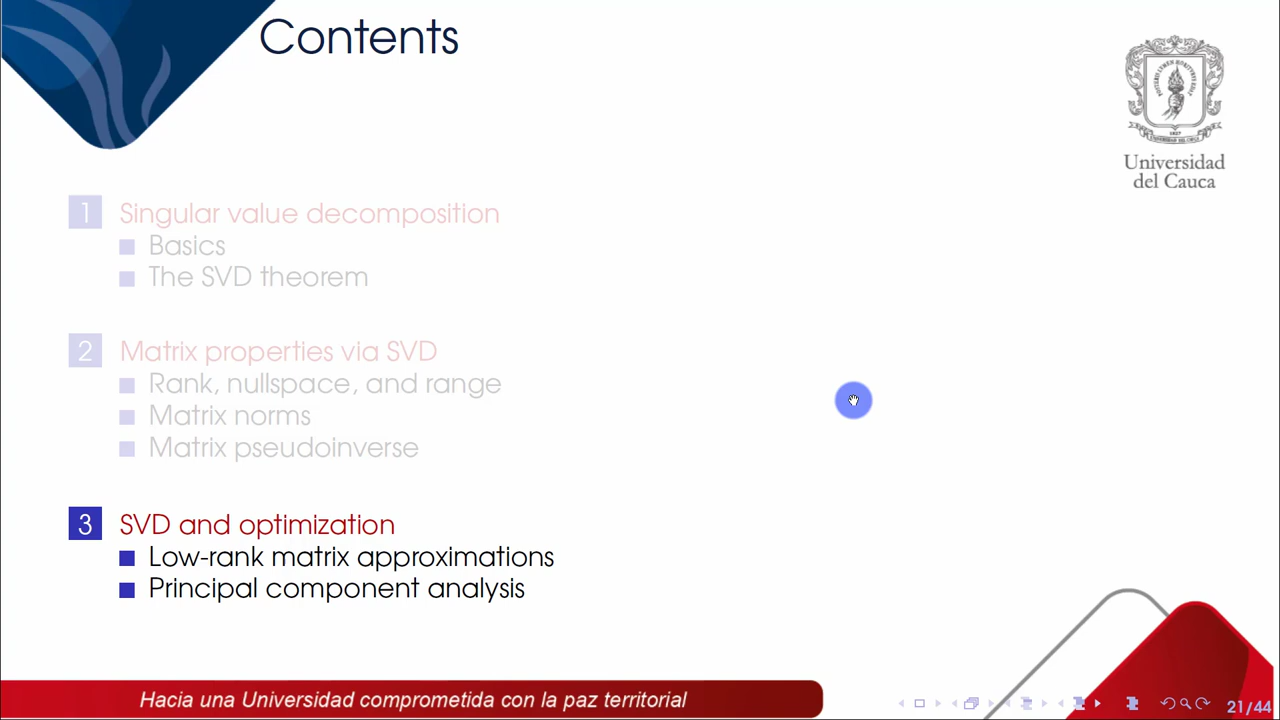 Contents
Universidad
del Cauca
1 Singular value decomposition
Basics
The SVD theorem
2 Matrix properties via SVD
Rank, nullspace, and range
Matrix norms
Matrix pseudoinverse
3 SVD and optimization
Low-rank matrix approximations
Principal component analysis
Hacia una Universidad comprometida con la paz territorial
21/44